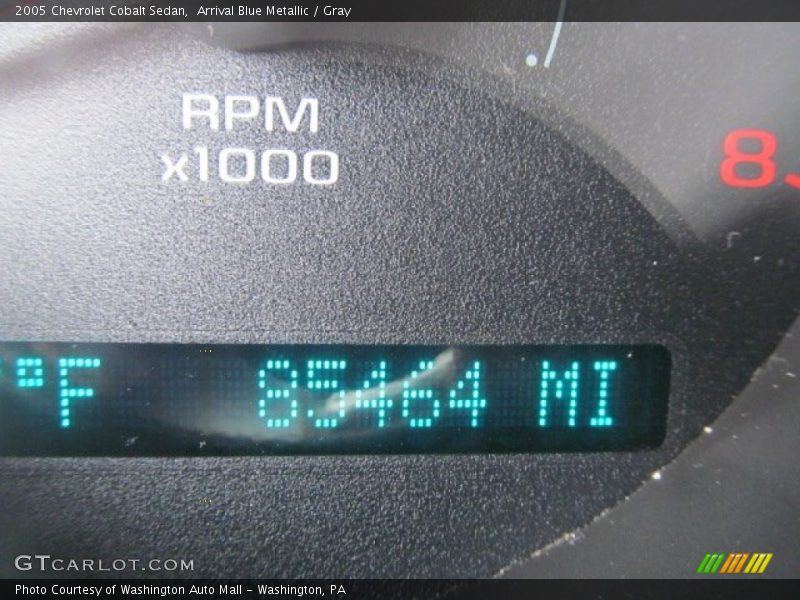 2005 Chevrolet Cobalt Sedan, Arrival Blue Metallic / Gray
RPM
x1000
8
°F 85464 MI
GTCARLOT.COM
Photo Courtesy of Washington Auto Mall - Washington, PA